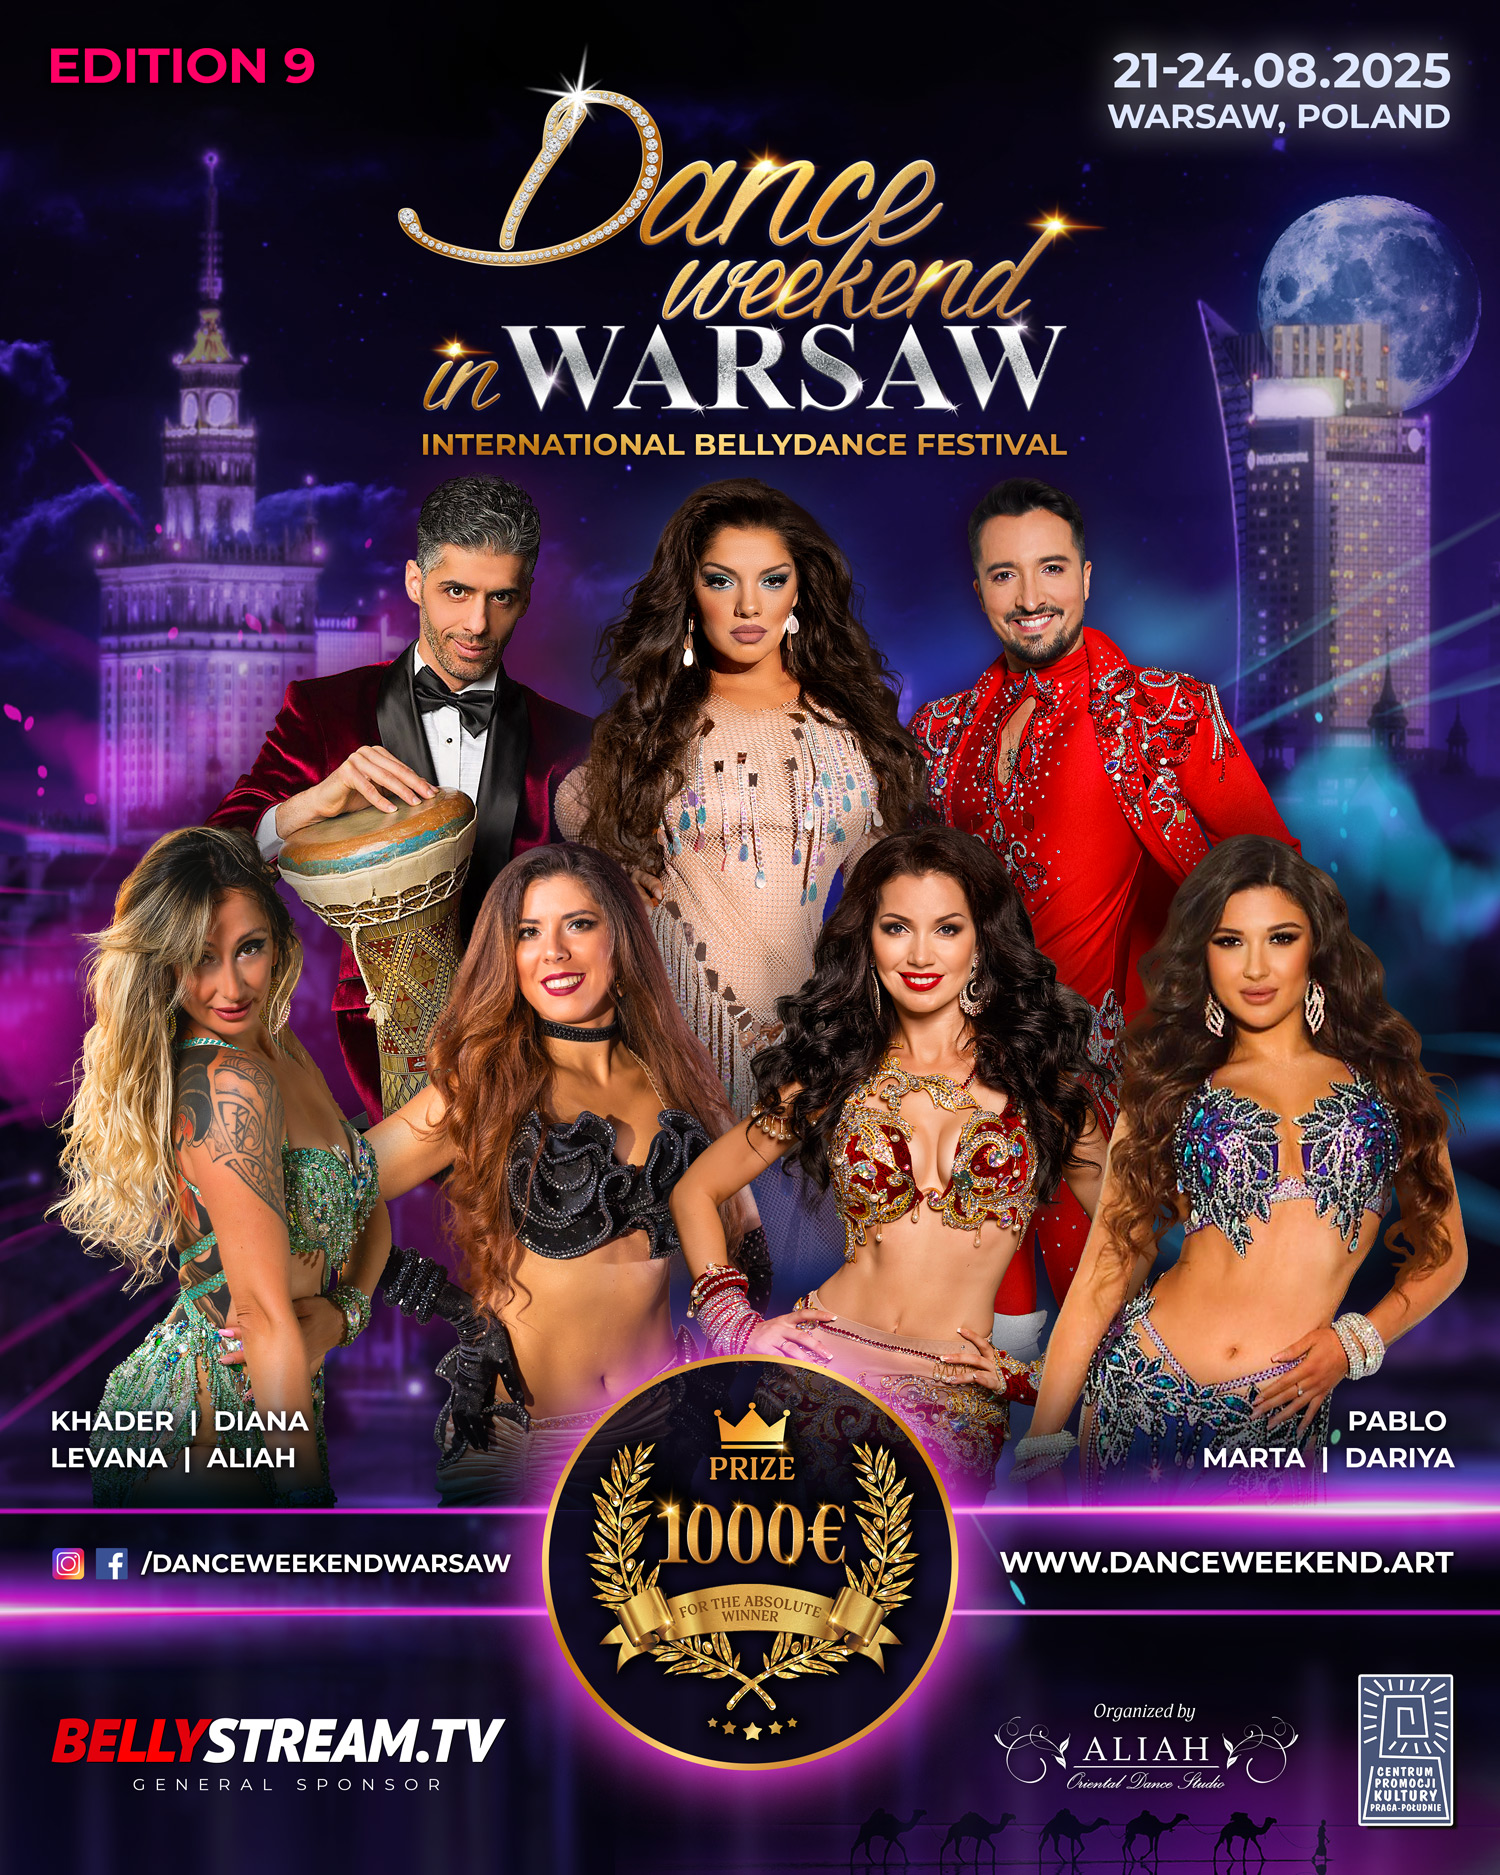 EDITION 9
21-24.08.2025
WARSAW, POLAND
Dance
weekend
in WARSAW
INTERNATIONAL BELLYDANCE FESTIVAL
INTERCONTINENTAL
Marriott
KHADER | DIANA
LEVANA | ALIAH
PABLO
MARTA | DARIYA
PRIZE
1000€
FOR THE ABSOLUTE
WINNER
/DANCEWEEKENDWARSAW
WWW.DANCEWEEKEND.ART
BELLYSTREAM.TV
GENERAL SPONSOR
Organized by
ALIAH
Oriental Dance Studio
CENTRUM
PROMOCJI
KULTURY
PRAGA-POŁUDNIE